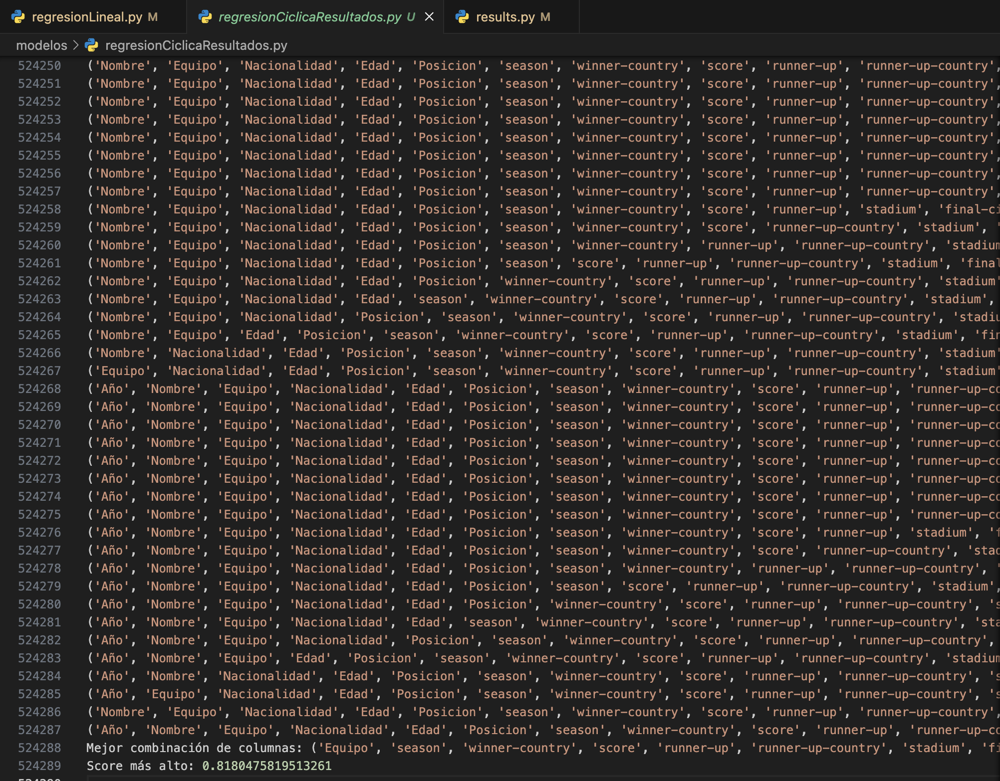 regresionLineal.py M regresionCiclicaResultados.py U × results.py M
modelos > regresionCiclicaResultados.py
524250 ('Nombre', 'Equipo', 'Nacionalidad', 'Edad', 'Posicion', 'season', 'winner-country', 'score', 'runner-up', 'runner-up-country',
524251 ('Nombre', 'Equipo', 'Nacionalidad', 'Edad', 'Posicion', 'season', 'winner-country', 'score', 'runner-up', 'runner-up-country',
524252 ('Nombre', 'Equipo', 'Nacionalidad', 'Edad', 'Posicion', 'season', 'winner-country', 'score', 'runner-up', 'runner-up-country',
524253 ('Nombre', 'Equipo', 'Nacionalidad', 'Edad', 'Posicion', 'season', 'winner-country', 'score', 'runner-up', 'runner-up-country',
524254 ('Nombre', 'Equipo', 'Nacionalidad', 'Edad', 'Posicion', 'season', 'winner-country', 'score', 'runner-up', 'runner-up-country',
524255 ('Nombre', 'Equipo', 'Nacionalidad', 'Edad', 'Posicion', 'season', 'winner-country', 'score', 'runner-up', 'runner-up-country',
524256 ('Nombre', 'Equipo', 'Nacionalidad', 'Edad', 'Posicion', 'season', 'winner-country', 'score', 'runner-up', 'runner-up-country',
524257 ('Nombre', 'Equipo', 'Nacionalidad', 'Edad', 'Posicion', 'season', 'winner-country', 'score', 'runner-up', 'runner-up-country',
524258 ('Nombre', 'Equipo', 'Nacionalidad', 'Edad', 'Posicion', 'season', 'winner-country', 'score', 'runner-up', 'stadium', 'final-ci
524259 ('Nombre', 'Equipo', 'Nacionalidad', 'Edad', 'Posicion', 'season', 'winner-country', 'score', 'runner-up-country', 'stadium', '
524260 ('Nombre', 'Equipo', 'Nacionalidad', 'Edad', 'Posicion', 'season', 'winner-country', 'runner-up', 'runner-up-country', 'stadium
524261 ('Nombre', 'Equipo', 'Nacionalidad', 'Edad', 'Posicion', 'season', 'score', 'runner-up', 'runner-up-country', 'stadium', 'final
524262 ('Nombre', 'Equipo', 'Nacionalidad', 'Edad', 'Posicion', 'winner-country', 'score', 'runner-up', 'runner-up-country', 'stadium'
524263 ('Nombre', 'Equipo', 'Nacionalidad', 'Edad', 'season', 'winner-country', 'score', 'runner-up', 'runner-up-country', 'stadium',
524264 ('Nombre', 'Equipo', 'Nacionalidad', 'Posicion', 'season', 'winner-country', 'score', 'runner-up', 'runner-up-country', 'stadiu
524265 ('Nombre', 'Equipo', 'Edad', 'Posicion', 'season', 'winner-country', 'score', 'runner-up', 'runner-up-country', 'stadium', 'fin
524266 ('Nombre', 'Nacionalidad', 'Edad', 'Posicion', 'season', 'winner-country', 'score', 'runner-up', 'runner-up-country', 'stadium'
524267 ('Equipo', 'Nacionalidad', 'Edad', 'Posicion', 'season', 'winner-country', 'score', 'runner-up', 'runner-up-country', 'stadium'
524268 ('Año', 'Nombre', 'Equipo', 'Nacionalidad', 'Edad', 'Posicion', 'season', 'winner-country', 'score', 'runner-up', 'runner-up-co
524269 ('Año', 'Nombre', 'Equipo', 'Nacionalidad', 'Edad', 'Posicion', 'season', 'winner-country', 'score', 'runner-up', 'runner-up-co
524270 ('Año', 'Nombre', 'Equipo', 'Nacionalidad', 'Edad', 'Posicion', 'season', 'winner-country', 'score', 'runner-up', 'runner-up-co
524271 ('Año', 'Nombre', 'Equipo', 'Nacionalidad', 'Edad', 'Posicion', 'season', 'winner-country', 'score', 'runner-up', 'runner-up-co
524272 ('Año', 'Nombre', 'Equipo', 'Nacionalidad', 'Edad', 'Posicion', 'season', 'winner-country', 'score', 'runner-up', 'runner-up-co
524273 ('Año', 'Nombre', 'Equipo', 'Nacionalidad', 'Edad', 'Posicion', 'season', 'winner-country', 'score', 'runner-up', 'runner-up-co
524274 ('Año', 'Nombre', 'Equipo', 'Nacionalidad', 'Edad', 'Posicion', 'season', 'winner-country', 'score', 'runner-up', 'runner-up-co
524275 ('Año', 'Nombre', 'Equipo', 'Nacionalidad', 'Edad', 'Posicion', 'season', 'winner-country', 'score', 'runner-up', 'runner-up-co
524276 ('Año', 'Nombre', 'Equipo', 'Nacionalidad', 'Edad', 'Posicion', 'season', 'winner-country', 'score', 'runner-up', 'stadium', 'f
524277 ('Año', 'Nombre', 'Equipo', 'Nacionalidad', 'Edad', 'Posicion', 'season', 'winner-country', 'score', 'runner-up-country', 'stad
524278 ('Año', 'Nombre', 'Equipo', 'Nacionalidad', 'Edad', 'Posicion', 'season', 'winner-country', 'runner-up', 'runner-up-country', '
524279 ('Año', 'Nombre', 'Equipo', 'Nacionalidad', 'Edad', 'Posicion', 'season', 'score', 'runner-up', 'runner-up-country', 'stadium',
524280 ('Año', 'Nombre', 'Equipo', 'Nacionalidad', 'Edad', 'Posicion', 'winner-country', 'score', 'runner-up', 'runner-up-country', 's
524281 ('Año', 'Nombre', 'Equipo', 'Nacionalidad', 'Edad', 'season', 'winner-country', 'score', 'runner-up', 'runner-up-country', 'sta
524282 ('Año', 'Nombre', 'Equipo', 'Nacionalidad', 'Posicion', 'season', 'winner-country', 'score', 'runner-up', 'runner-up-country',
524283 ('Año', 'Nombre', 'Equipo', 'Edad', 'Posicion', 'season', 'winner-country', 'score', 'runner-up', 'runner-up-country', 'stadium
524284 ('Año', 'Nombre', 'Nacionalidad', 'Edad', 'Posicion', 'season', 'winner-country', 'score', 'runner-up', 'runner-up-country', 's
524285 ('Año', 'Equipo', 'Nacionalidad', 'Edad', 'Posicion', 'season', 'winner-country', 'score', 'runner-up', 'runner-up-country', 's
524286 ('Nombre', 'Equipo', 'Nacionalidad', 'Edad', 'Posicion', 'season', 'winner-country', 'score', 'runner-up', 'runner-up-country',
524287 ('Año', 'Nombre', 'Equipo', 'Nacionalidad', 'Edad', 'Posicion', 'season', 'winner-country', 'score', 'runner-up', 'runner-up-co
524288 Mejor combinación de columnas: ('Equipo', 'season', 'winner-country', 'score', 'runner-up', 'runner-up-country', 'stadium', 'fi
524289 Score más alto: 0.8180475819513261